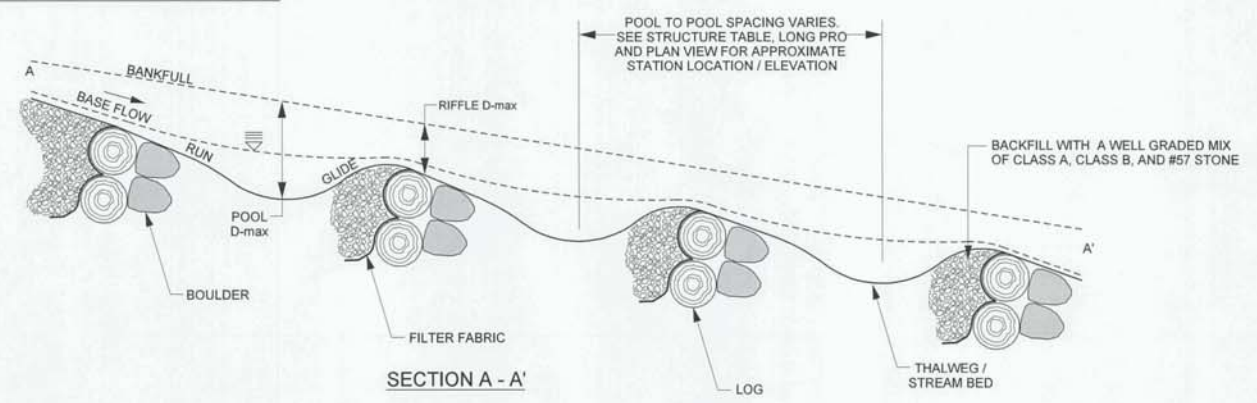 POOL TO POOL SPACING VARIES.
SEE STRUCTURE TABLE, LONG PRO
AND PLAN VIEW FOR APPROXIMATE
STATION LOCATION / ELEVATION
A
BANKFULL
BASE FLOW
RIFFLE D-max
RUN
GLIDE
BACKFILL WITH A WELL GRADED MIX
OF CLASS A, CLASS B, AND #57 STONE
POOL
D-max
A'
BOULDER
FILTER FABRIC
SECTION A - A'
LOG
THALWEG /
STREAM BED